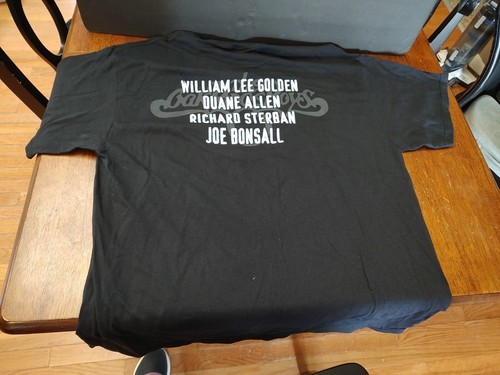 WILLIAM LEE GOLDEN
DUANE ALLEN
RICHARD STERBAN
JOE BONSALL